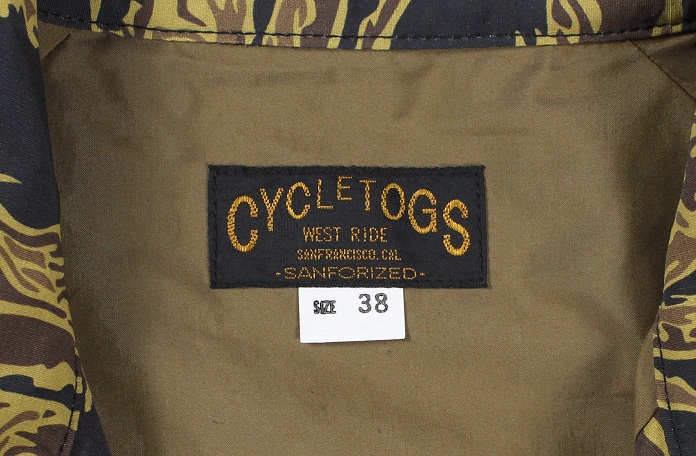 CYCLETOGS
WEST RIDE
SANFRANCISCO.CAL
-SANFORIZED-
SIZE 38